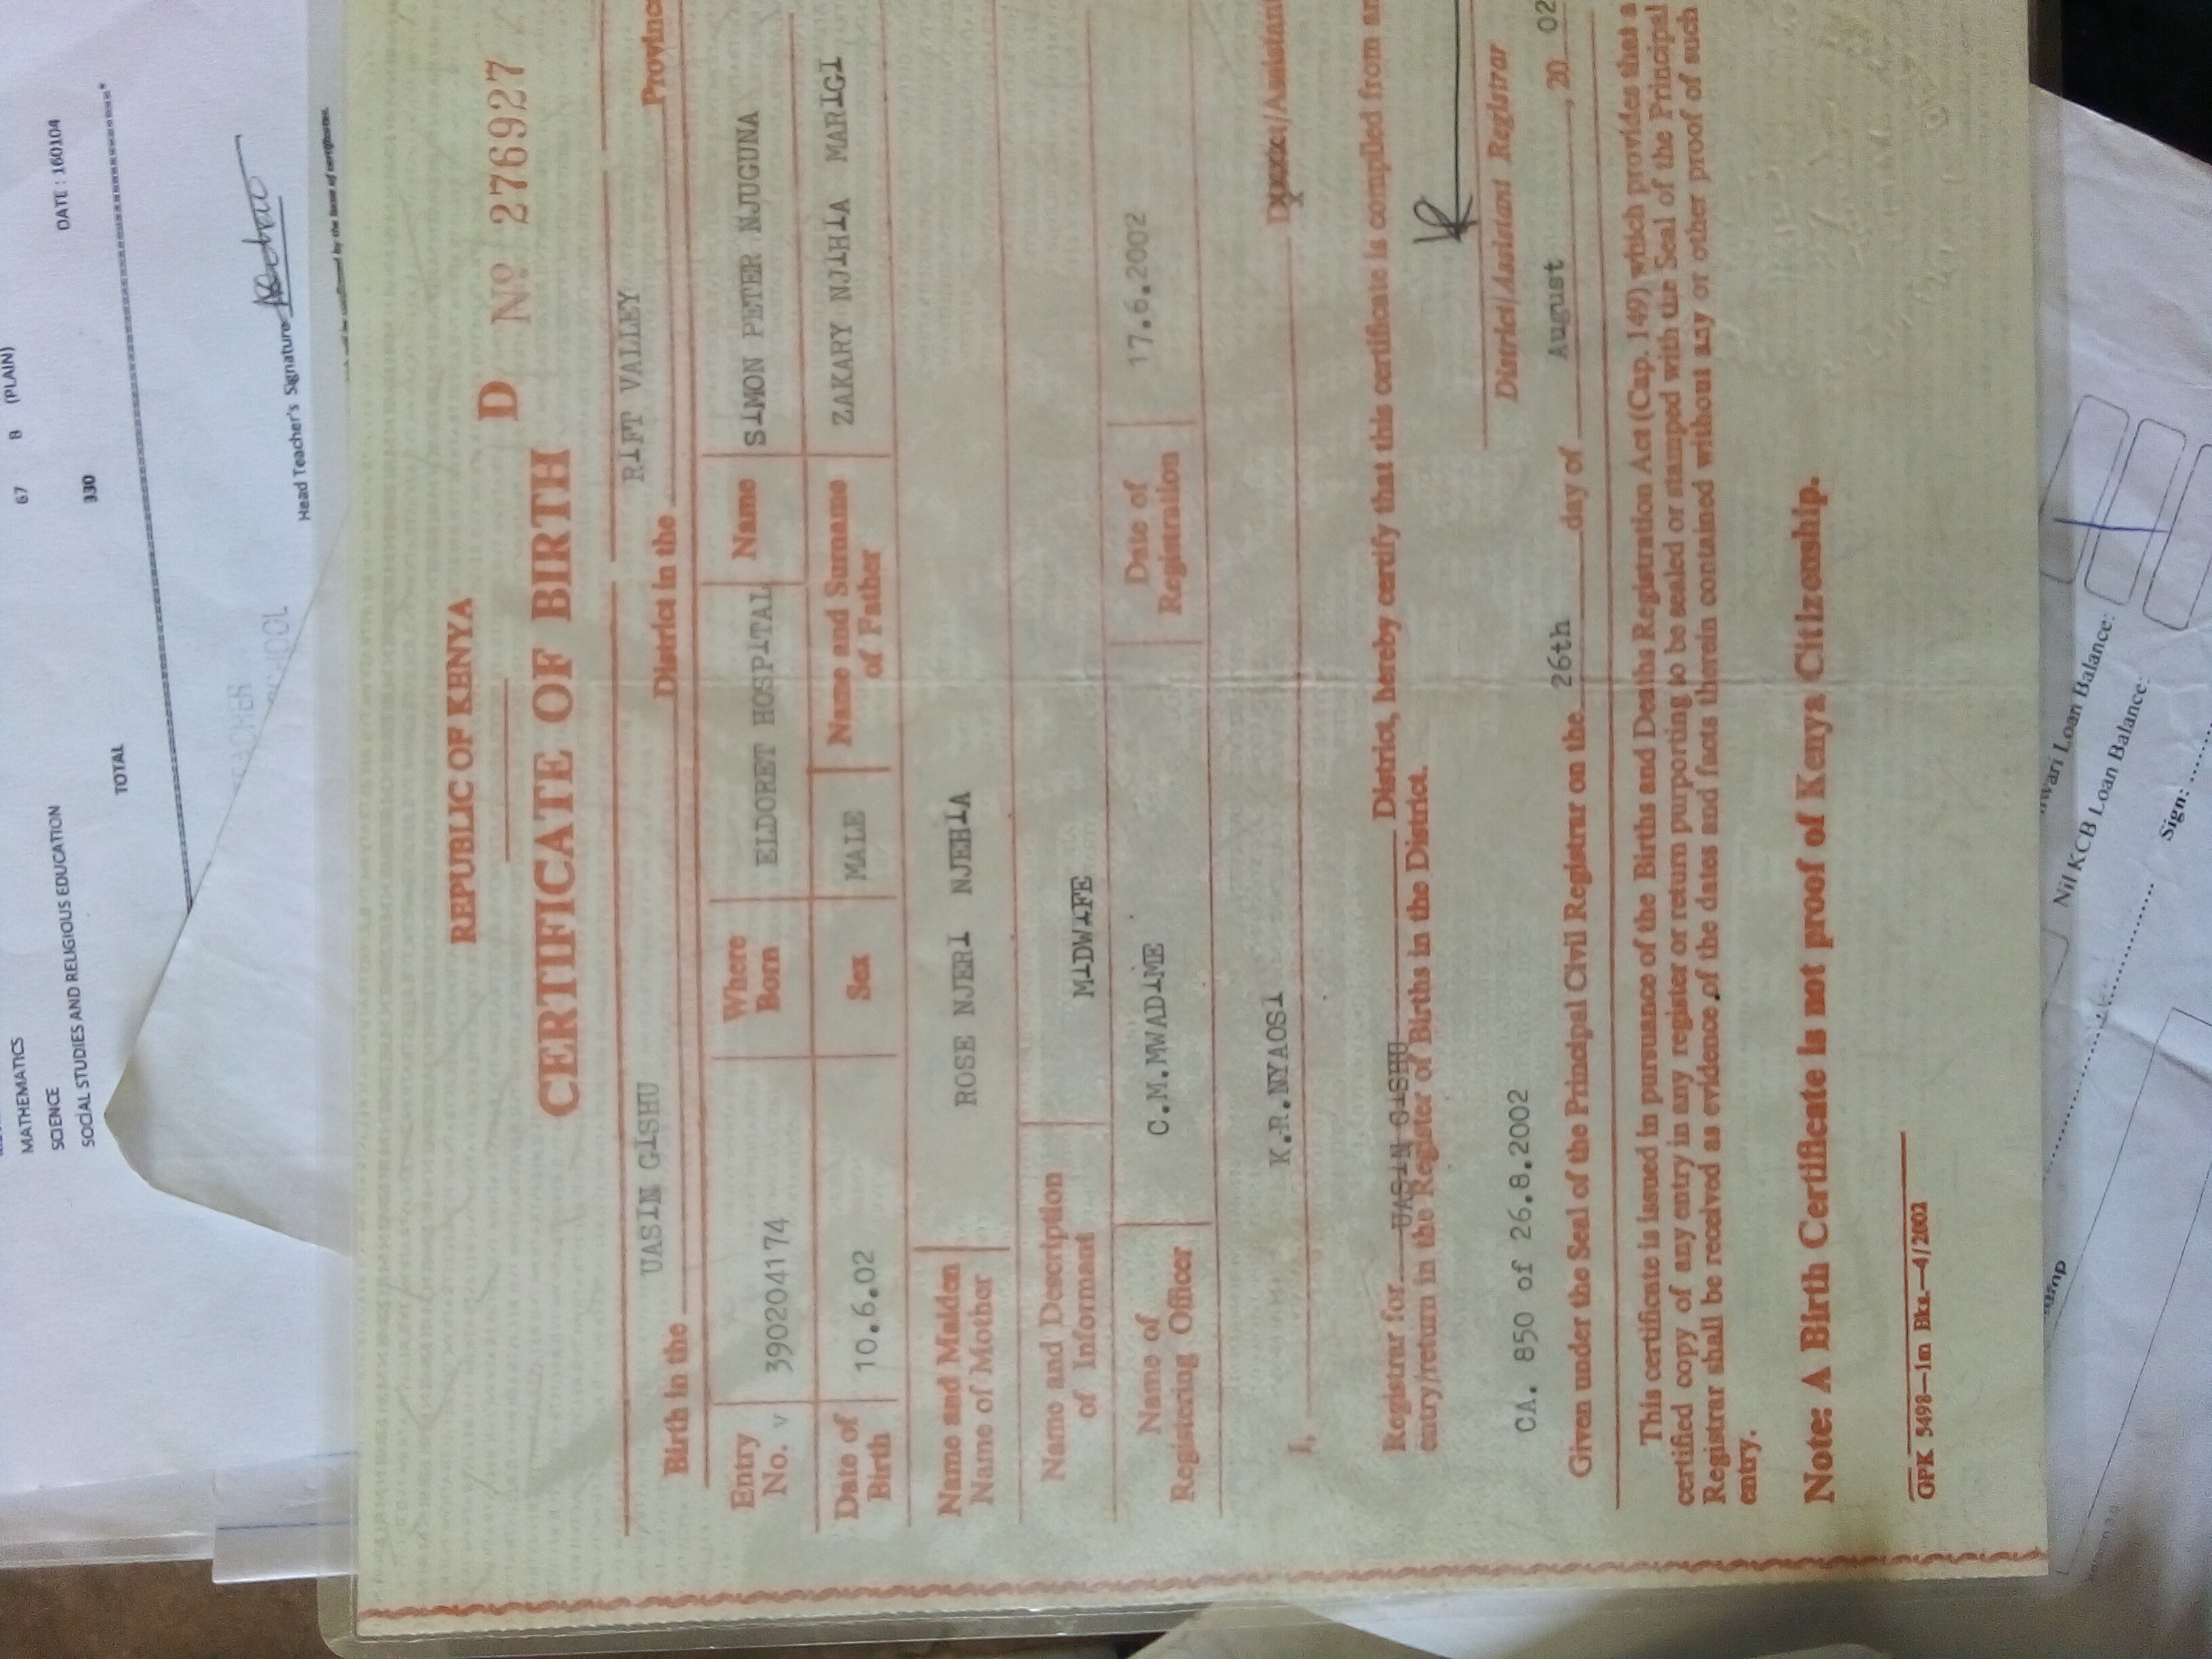 MATHEMATICS 67 B (PLAIN)
SCIENCE
SOCIAL STUDIES AND RELIGIOUS EDUCATION DATE : 160104
TOTAL 330
Head Teacher's Signature
REPUBLIC OF KENYA
CERTIFICATE OF BIRTH D Nº 276927
UASIN GISHU RIFT VALLEY
Birth in the District in the Province
Entry No. v 390204174 Where Born ELDORET HOSPITAL Name SIMON PETER NJUGUNA
Date of Birth 10.6.02 Sex MALE Name and Surname of Father ZAKARY NJIHIA MARIGI
Name and Maiden Name of Mother ROSE NJERI NJEHIA
Name and Description of Informant MIDWIFE
Name of Registering Officer C.M.MWADIME Date of Registration 17.6.2002
I, K.R.NYAOSI /Assistant
Registrar for UASIN GISHU District, hereby certify that this certificate is compiled from an
entry/return in the Register of Births in the District.
District/Assistant Registrar
CA. 850 of 26.8.2002
Given under the Seal of the Principal Civil Registrar on the 26th day of August, 20 02
This certificate is issued in pursuance of the Births and Deaths Registration Act (Cap. 149) which provides that a
certified copy of any entry in any register or return purporting to be sealed or stamped with the Seal of the Principal
Registrar shall be received as evidence of the dates and facts therein contained without any or other proof of such
entry.
Note: A Birth Certificate is not proof of Kenya Citizenship.
GPK 5498—1m Bks.—4/2002
Loan Balance:
Nil KCB Loan Balance:
Sign: